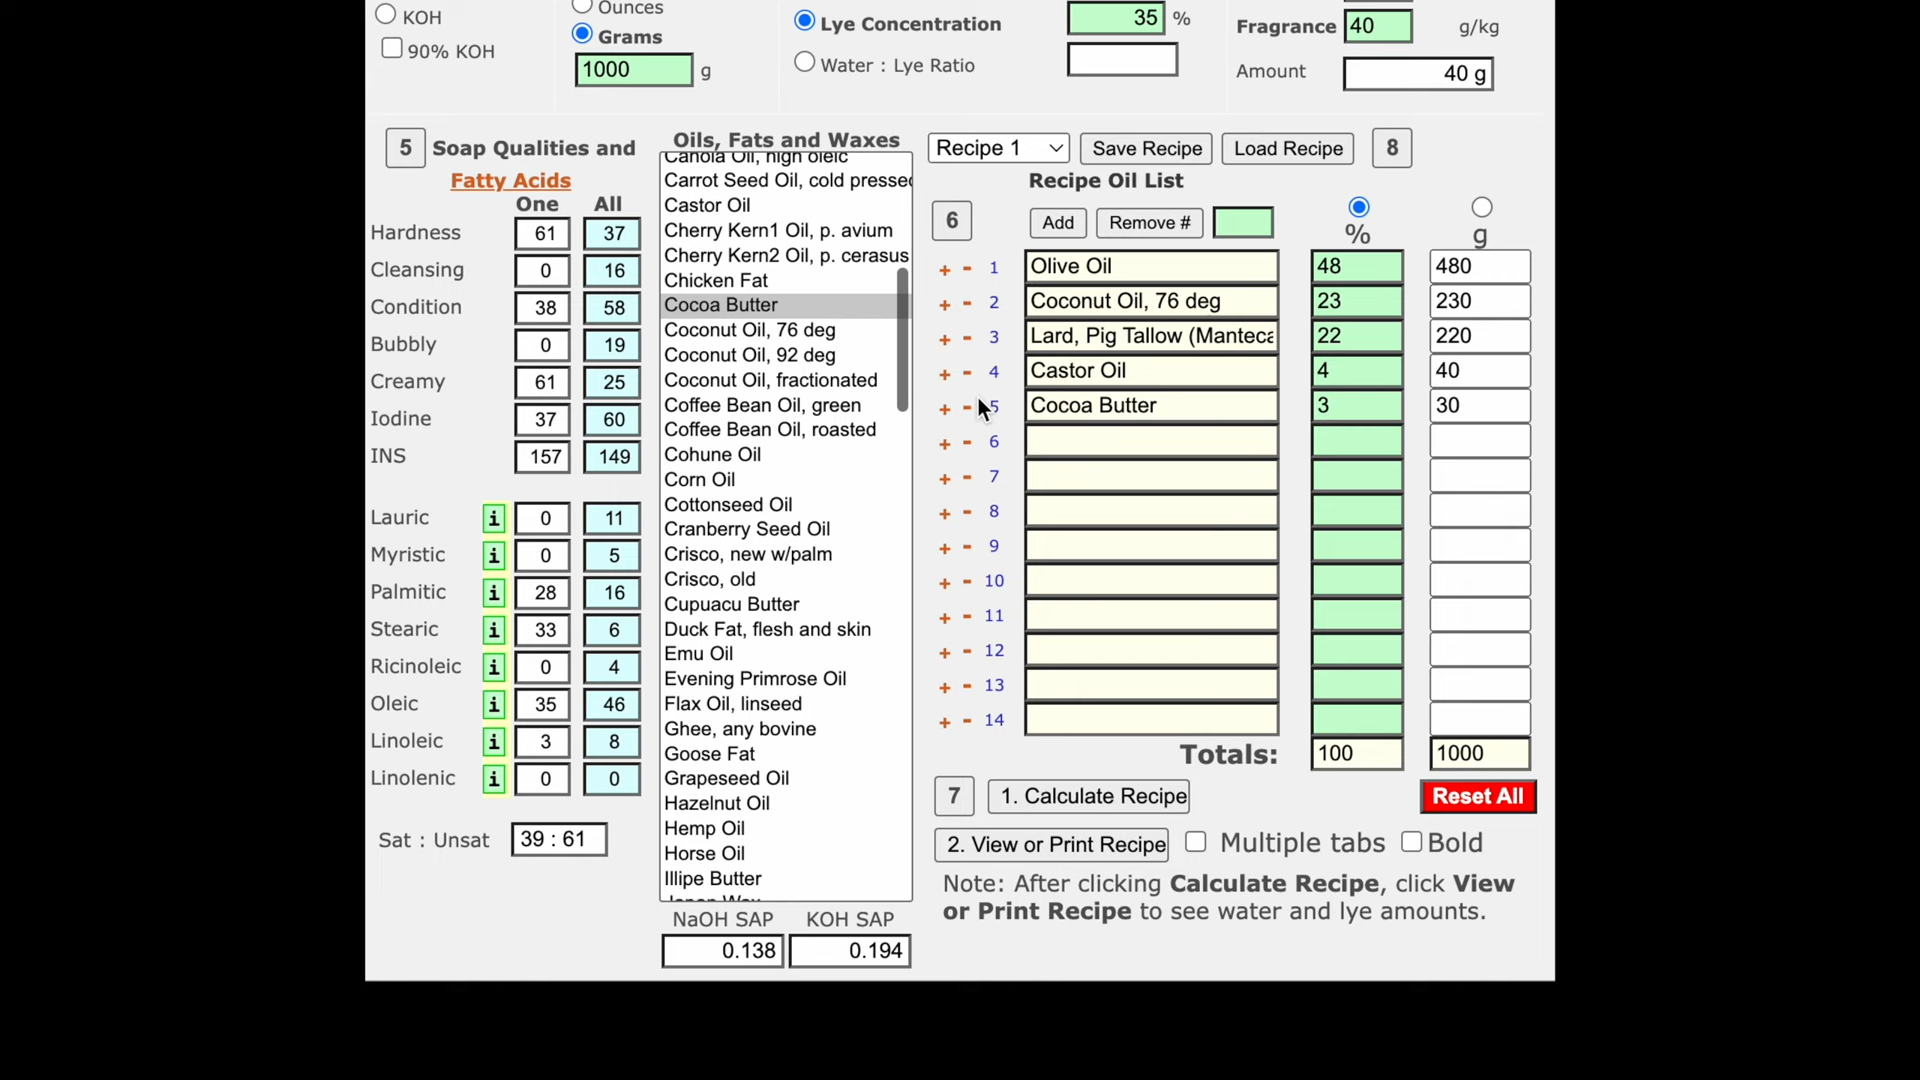 KOH
Ounces
Lye Concentration 35 %
Fragrance 40 g/kg
90% KOH
Grams
1000 g
Water : Lye Ratio
Amount 40 g
5 Soap Qualities and
Fatty Acids
One All
Hardness 61 37
Cleansing 0 16
Condition 38 58
Bubbly 0 19
Creamy 61 25
Iodine 37 60
INS 157 149
Lauric i 0 11
Myristic i 0 5
Palmitic i 28 16
Stearic i 33 6
Ricinoleic i 0 4
Oleic i 35 46
Linoleic i 3 8
Linolenic i 0 0
Sat : Unsat 39 : 61
Oils, Fats and Waxes
Canola Oil, high oleic
Carrot Seed Oil, cold pressed
Castor Oil
Cherry Kern1 Oil, p. avium
Cherry Kern2 Oil, p. cerasus
Chicken Fat
Cocoa Butter
Coconut Oil, 76 deg
Coconut Oil, 92 deg
Coconut Oil, fractionated
Coffee Bean Oil, green
Coffee Bean Oil, roasted
Cohune Oil
Corn Oil
Cottonseed Oil
Cranberry Seed Oil
Crisco, new w/palm
Crisco, old
Cupuacu Butter
Duck Fat, flesh and skin
Emu Oil
Evening Primrose Oil
Flax Oil, linseed
Ghee, any bovine
Goose Fat
Grapeseed Oil
Hazelnut Oil
Hemp Oil
Horse Oil
Illipe Butter
NaOH SAP KOH SAP
0.138 0.194
Recipe 1 Save Recipe Load Recipe 8
Recipe Oil List
6 Add Remove # % g
+ - 1 Olive Oil 48 480
+ - 2 Coconut Oil, 76 deg 23 230
+ - 3 Lard, Pig Tallow (Manteca 22 220
+ - 4 Castor Oil 4 40
+ - 5 Cocoa Butter 3 30
+ - 6
+ - 7
+ - 8
+ - 9
+ - 10
+ - 11
+ - 12
+ - 13
+ - 14
Totals: 100 1000
7 1. Calculate Recipe Reset All
2. View or Print Recipe Multiple tabs Bold
Note: After clicking Calculate Recipe, click View
or Print Recipe to see water and lye amounts.